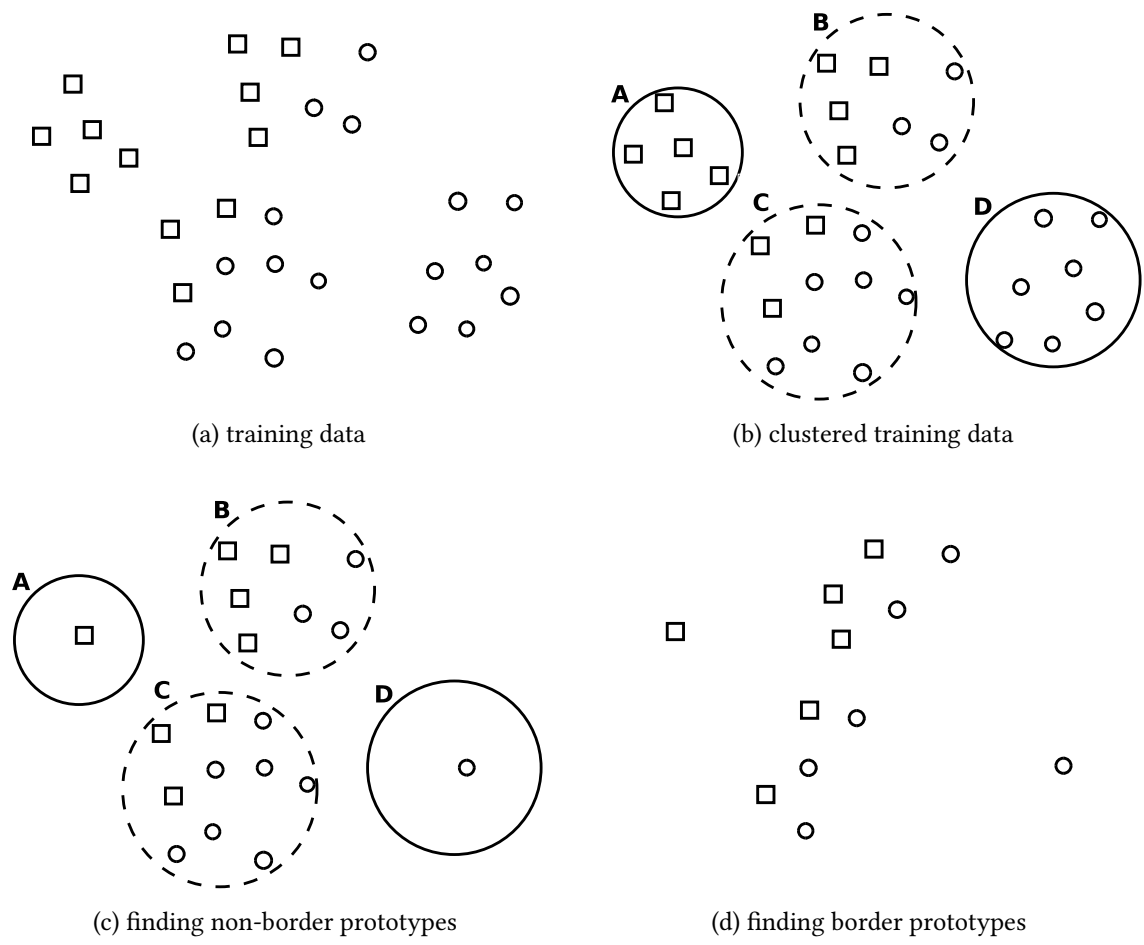 B
A
C
D
(a) training data
(b) clustered training data
B
A
C
D
(c) finding non-border prototypes
(d) finding border prototypes